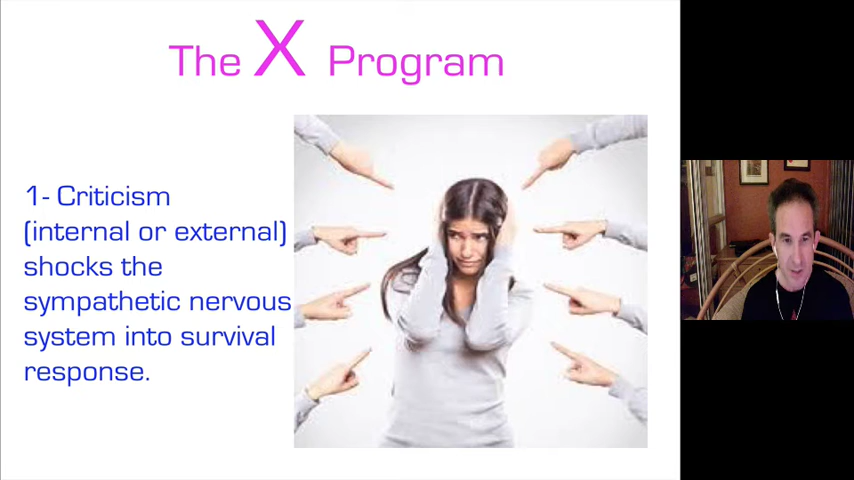 The X Program
1- Criticism
(internal or external)
shocks the
sympathetic nervous
system into survival
response.